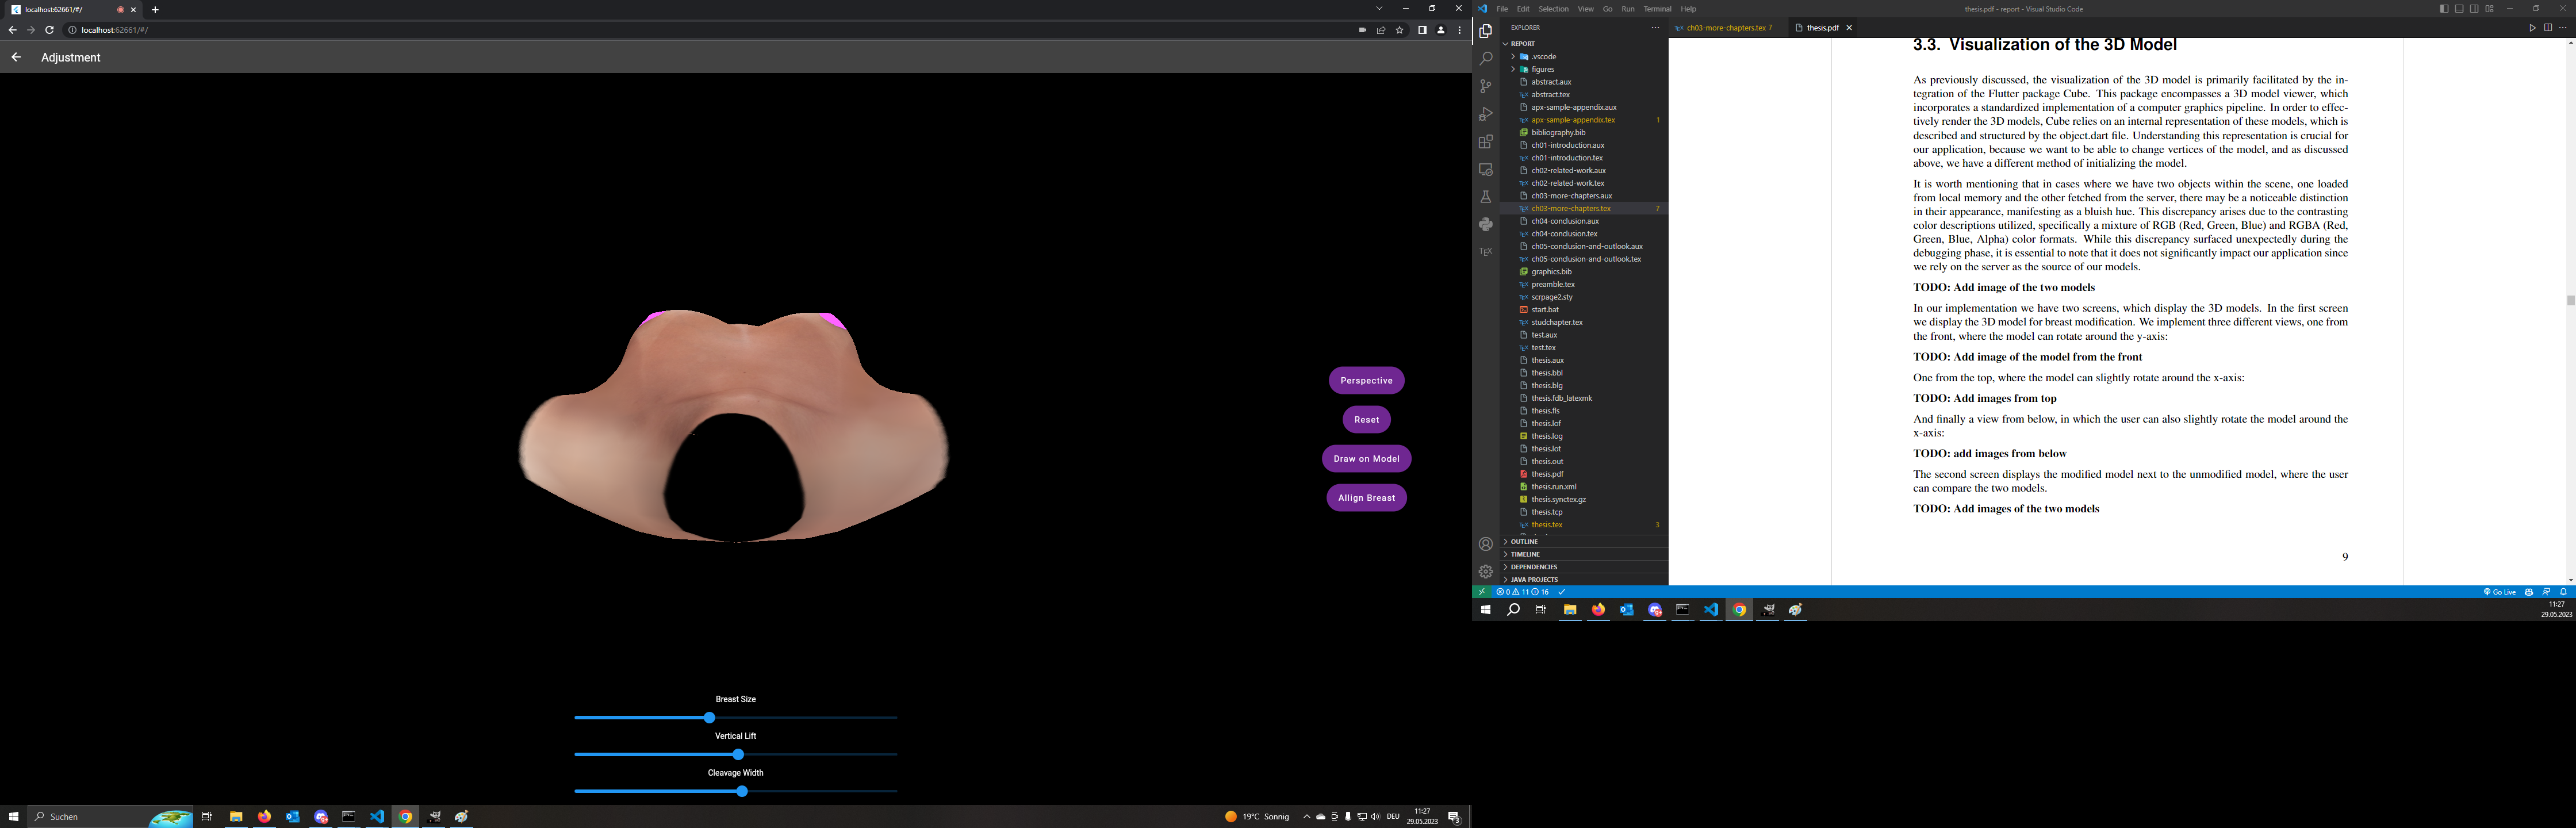 localhost:62661/#/
localhost:62661/#/
Adjustment
Perspective
Reset
Draw on Model
Allign Breast
Breast Size
Vertical Lift
Cleavage Width
Suchen
19°C Sonnig
DEU
11:27
29.05.2023
3
File Edit Selection View Go Run Terminal Help
thesis.pdf - report - Visual Studio Code
EXPLORER
ch03-more-chapters.tex 7
thesis.pdf
REPORT
.vscode
figures
abstract.aux
abstract.tex
apx-sample-appendix.aux
apx-sample-appendix.tex 1
bibliography.bib
ch01-introduction.aux
ch01-introduction.tex
ch02-related-work.aux
ch02-related-work.tex
ch03-more-chapters.aux
ch03-more-chapters.tex 7
ch04-conclusion.aux
ch04-conclusion.tex
ch05-conclusion-and-outlook.aux
ch05-conclusion-and-outlook.tex
graphics.bib
preamble.tex
scrpage2.sty
start.bat
studchapter.tex
test.aux
test.tex
thesis.aux
thesis.bbl
thesis.blg
thesis.fdb_latexmk
thesis.fls
thesis.lof
thesis.log
thesis.lot
thesis.out
thesis.pdf
thesis.run.xml
thesis.synctex.gz
thesis.tcp
thesis.tex 3
OUTLINE
TIMELINE
DEPENDENCIES
JAVA PROJECTS
3.3. Visualization of the 3D Model
As previously discussed, the visualization of the 3D model is primarily facilitated by the in-
tegration of the Flutter package Cube. This package encompasses a 3D model viewer, which
incorporates a standardized implementation of a computer graphics pipeline. In order to effec-
tively render the 3D models, Cube relies on an internal representation of these models, which is
described and structured by the object.dart file. Understanding this representation is crucial for
our application, because we want to be able to change vertices of the model, and as discussed
above, we have a different method of initializing the model.
It is worth mentioning that in cases where we have two objects within the scene, one loaded
from local memory and the other fetched from the server, there may be a noticeable distinction
in their appearance, manifesting as a bluish hue. This discrepancy arises due to the contrasting
color descriptions utilized, specifically a mixture of RGB (Red, Green, Blue) and RGBA (Red,
Green, Blue, Alpha) color formats. While this discrepancy surfaced unexpectedly during the
debugging phase, it is essential to note that it does not significantly impact our application since
we rely on the server as the source of our models.
TODO: Add image of the two models
In our implementation we have two screens, which display the 3D models. In the first screen
we display the 3D model for breast modification. We implement three different views, one from
the front, where the model can rotate around the y-axis:
TODO: Add image of the model from the front
One from the top, where the model can slightly rotate around the x-axis:
TODO: Add images from top
And finally a view from below, in which the user can also slightly rotate the model around the
x-axis:
TODO: add images from below
The second screen displays the modified model next to the unmodified model, where the user
can compare the two models.
TODO: Add images of the two models
9
0 11 16
Go Live
11:27
29.05.2023